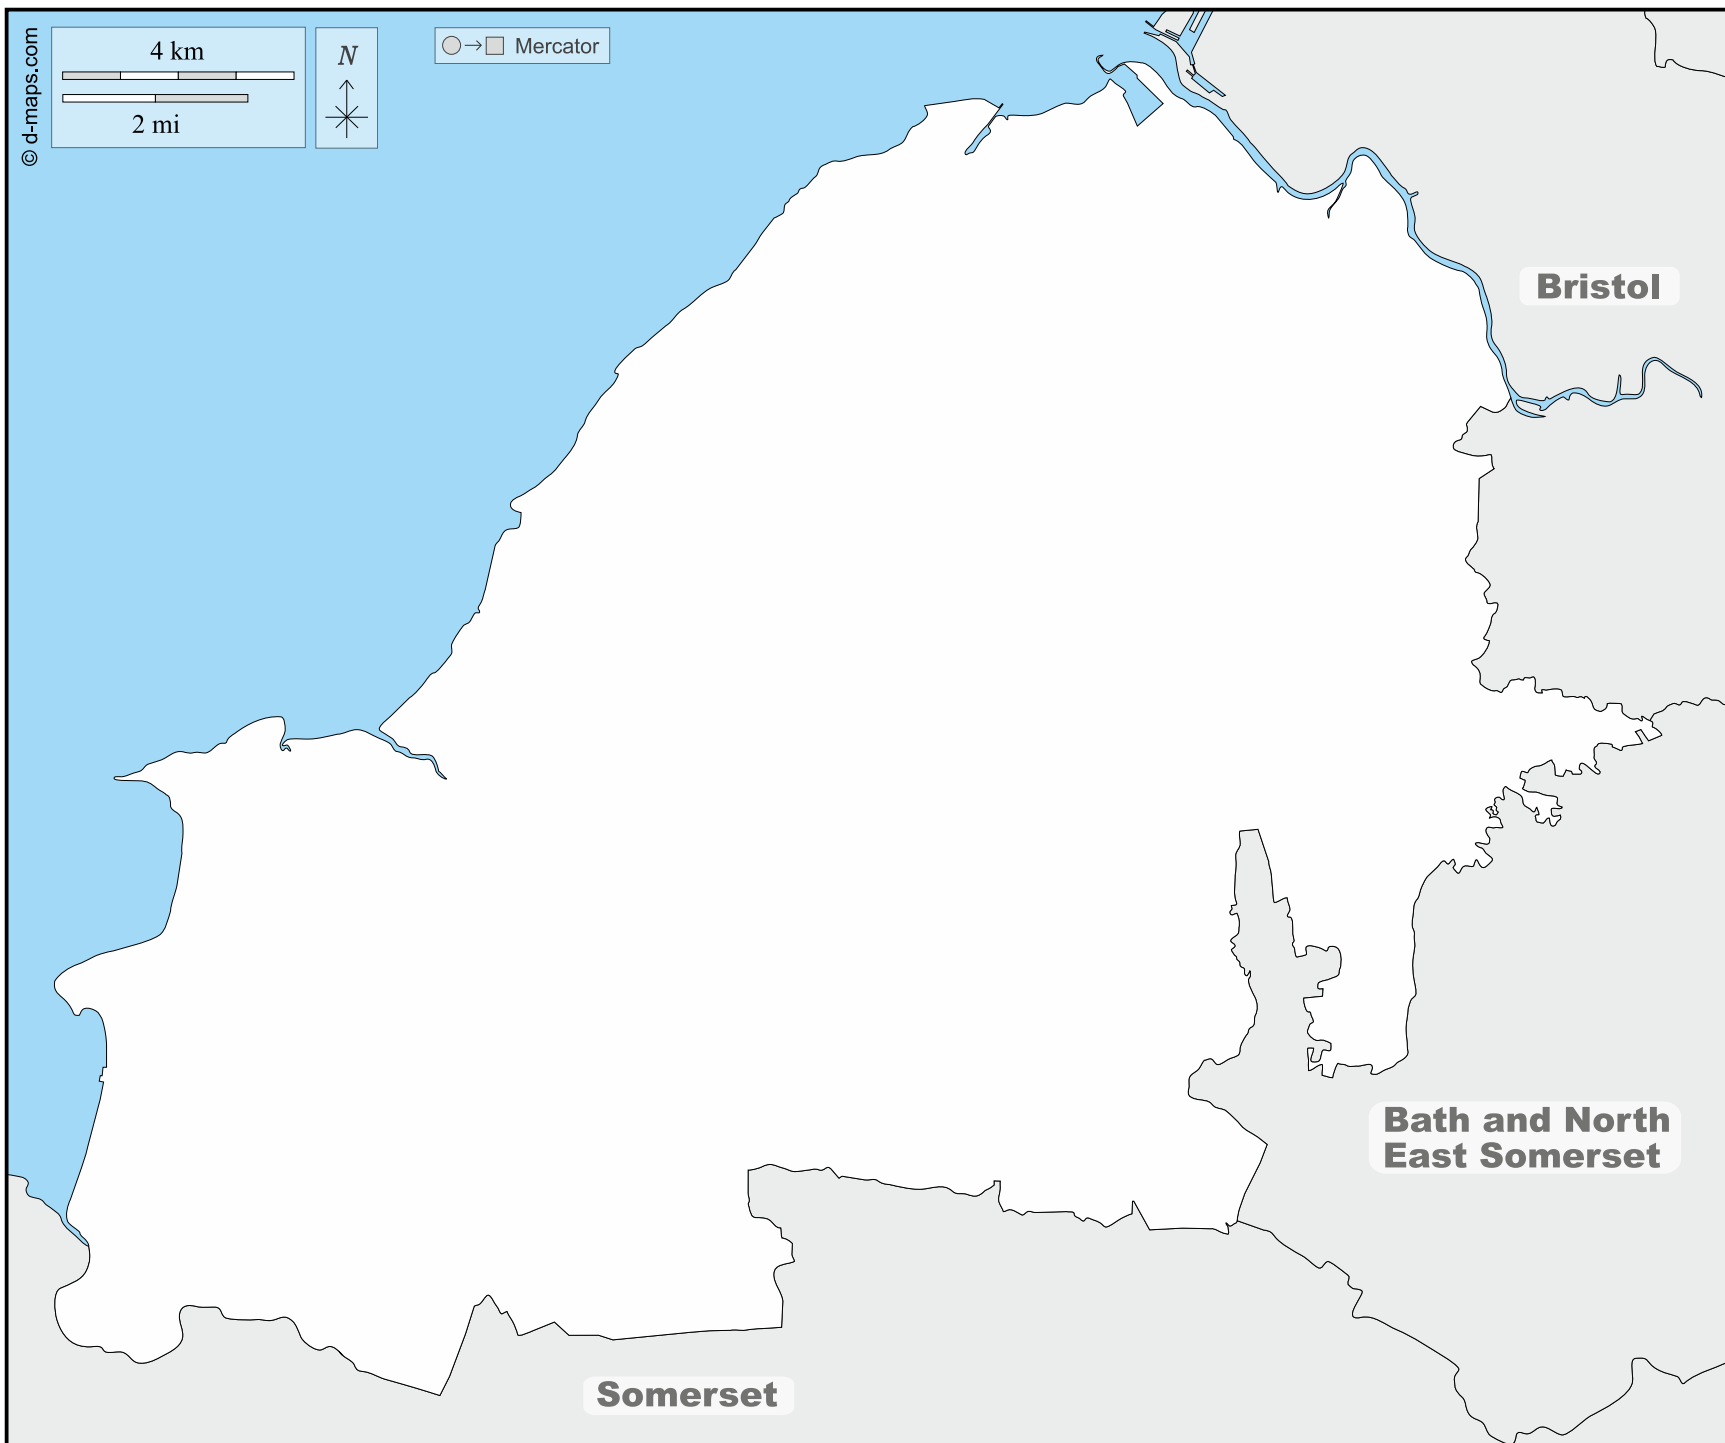 © d-maps.com
4 km
2 mi
N
Mercator
Bristol
Bath and North
East Somerset
Somerset